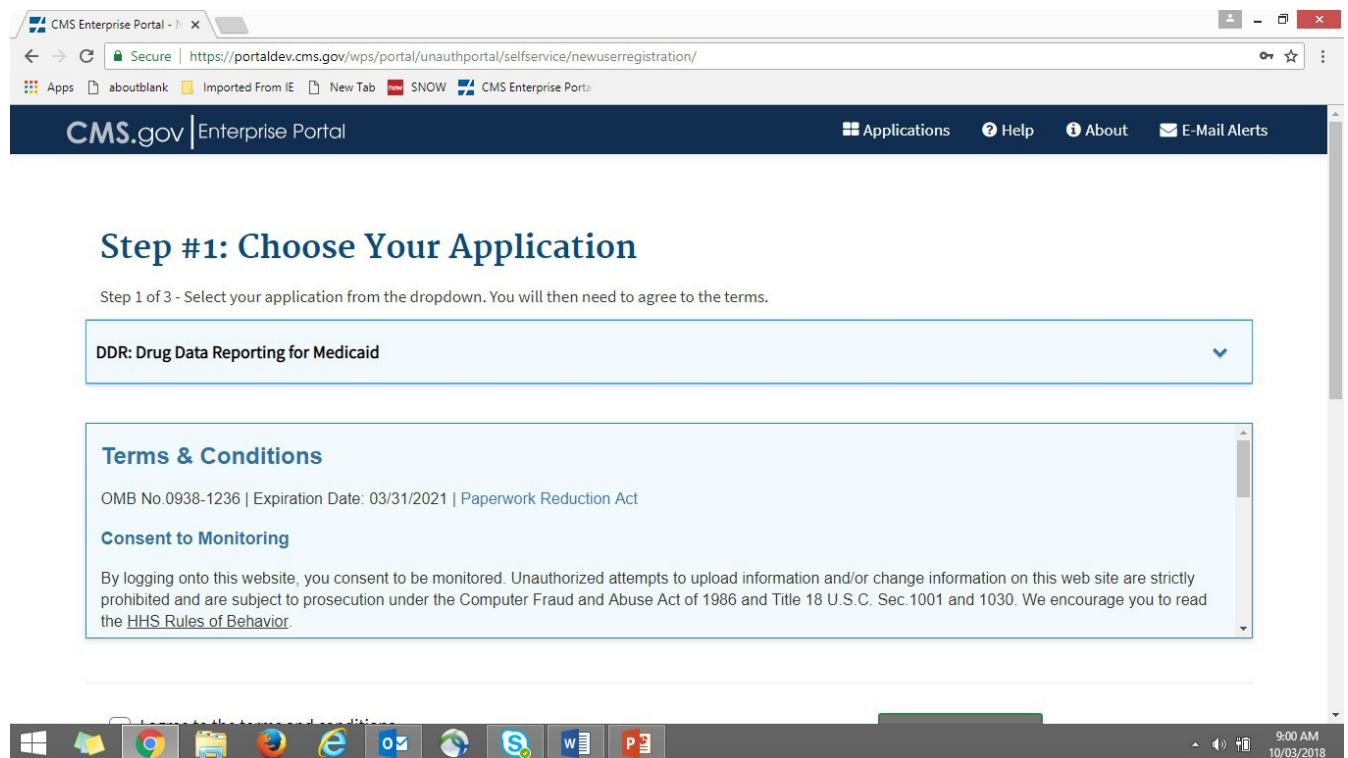 CMS Enterprise Portal - N
Secure | https://portaldev.cms.gov/wps/portal/unauthportal/selfservice/newuserregistration/
Apps aboutblank Imported From IE New Tab now SNOW CMS Enterprise Porta
CMS.gov Enterprise Portal Applications Help About E-Mail Alerts
Step #1: Choose Your Application
Step 1 of 3 - Select your application from the dropdown. You will then need to agree to the terms.
DDR: Drug Data Reporting for Medicaid
Terms & Conditions
OMB No.0938-1236 | Expiration Date: 03/31/2021 | Paperwork Reduction Act
Consent to Monitoring
By logging onto this website, you consent to be monitored. Unauthorized attempts to upload information and/or change information on this web site are strictly
prohibited and are subject to prosecution under the Computer Fraud and Abuse Act of 1986 and Title 18 U.S.C. Sec.1001 and 1030. We encourage you to read
the HHS Rules of Behavior.
I agree to the terms and conditions
9:00 AM
10/03/2018